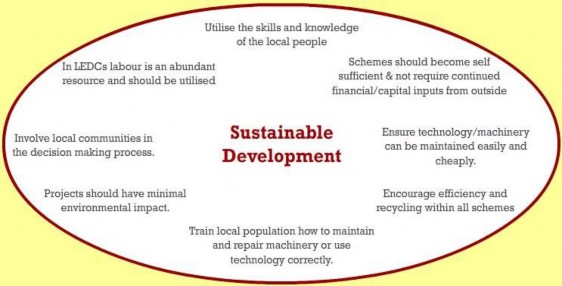 Utilise the skills and knowledge
of the local people
In LEDCs labour is an abundant
resource and should be utilised
Schemes should become self
sufficient & not require continued
financial/capital inputs from outside
Sustainable
Development
Involve local communities in
the decision making process.
Ensure technology/machinery
can be maintained easily and
cheaply.
Projects should have minimal
environmental impact.
Encourage efficiency and
recycling within all schemes
Train local population how to maintain
and repair machinery or use
technology correctly.